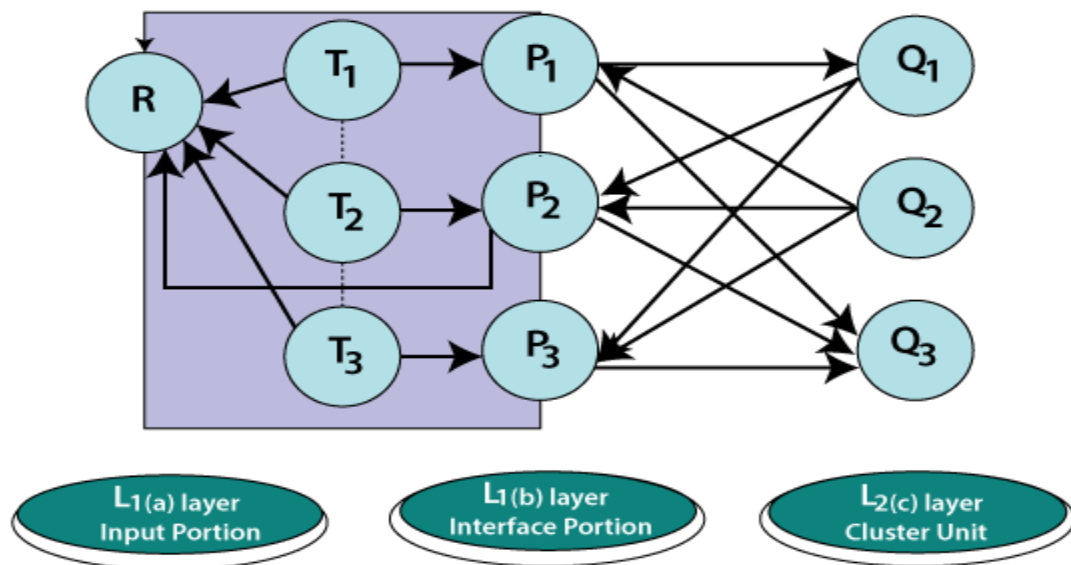 R
T1
P1
Q1
T2
P2
Q2
T3
P3
Q3
L1(a) layer
Input Portion
L1(b) layer
Interface Portion
L2(c) layer
Cluster Unit